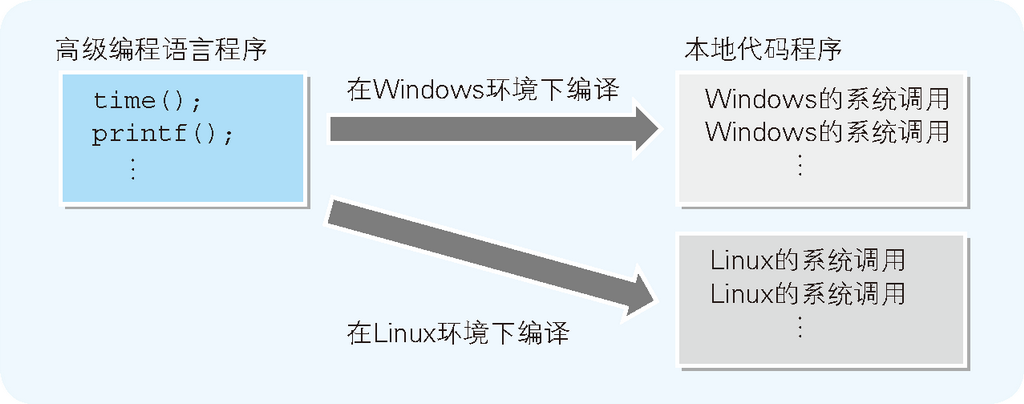 高级编程语言程序
time();
printf();
⋮
在Windows环境下编译
在Linux环境下编译
本地代码程序
Windows的系统调用
Windows的系统调用
⋮
Linux的系统调用
Linux的系统调用
⋮